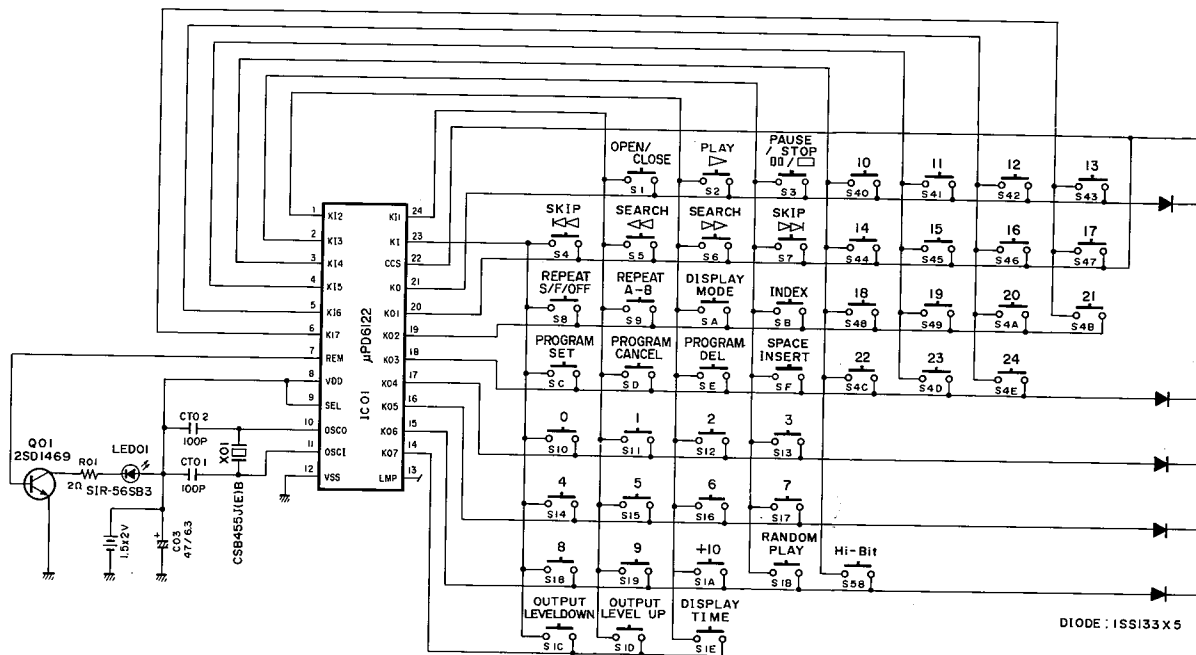 OPEN/
CLOSE
S1
PLAY
S2
PAUSE
/ STOP
S3
10
S40
11
S41
12
S42
13
S43
SKIP
S4
SEARCH
S5
SEARCH
S6
SKIP
S7
14
S44
15
S45
16
S46
17
S47
REPEAT
S/F/OFF
S8
REPEAT
A-B
S9
DISPLAY
MODE
SA
INDEX
SB
18
S48
19
S49
20
S4A
21
S4B
PROGRAM
SET
SC
PROGRAM
CANCEL
SD
PROGRAM
DEL
SE
SPACE
INSERT
SF
22
S4C
23
S4D
24
S4E
0
S10
1
S11
2
S12
3
S13
4
S14
5
S15
6
S16
7
S17
8
S18
9
S19
+10
S1A
RANDOM
PLAY
S1B
Hi-Bit
S58
OUTPUT
LEVELDOWN
S1C
OUTPUT
LEVEL UP
S1D
DISPLAY
TIME
S1E
1 KI2
2 KI3
3 KI4
4 KI5
5 KI6
6 KI7
7 REM
8 VDD
9 SEL
10 OSCO
11 OSCI
12 VSS
μPD6122
IC01
KI1 24
KI 23
CCS 22
KO 21
KO1 20
KO2 19
KO3 18
KO4 17
KO5 16
KO6 15
KO7 14
LMP 13
Q01
2SD1469
R01
2Ω
LED01
SIR-56SB3
CT02
100P
CT01
100P
X01
CSB455J(E)B
1.5x2V
+
C03
47/6.3
DIODE : 1SS133X5